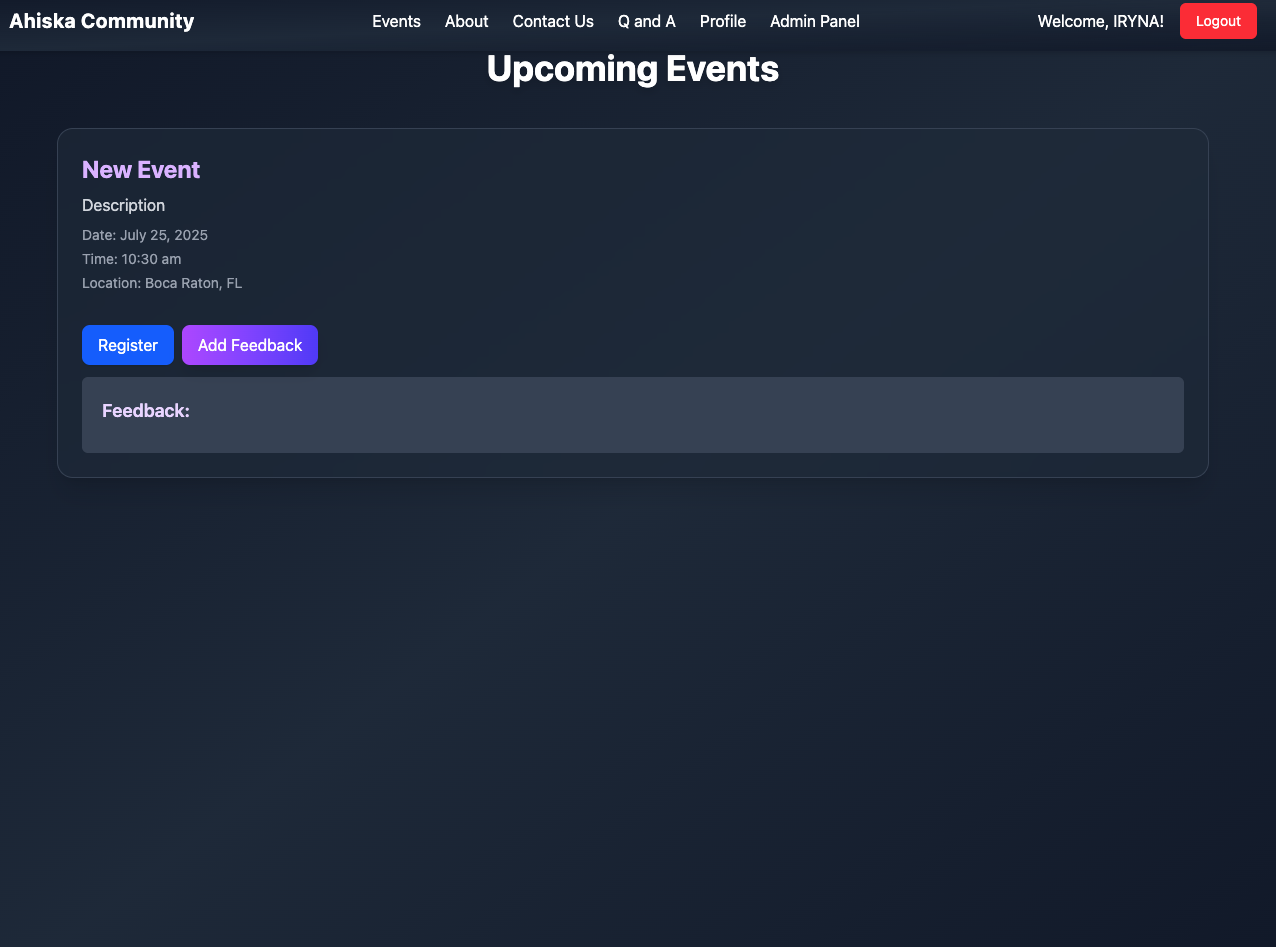 Ahiska Community Events About Contact Us Q and A Profile Admin Panel Welcome, IRYNA! Logout
Upcoming Events
New Event
Description
Date: July 25, 2025
Time: 10:30 am
Location: Boca Raton, FL
Register Add Feedback
Feedback: